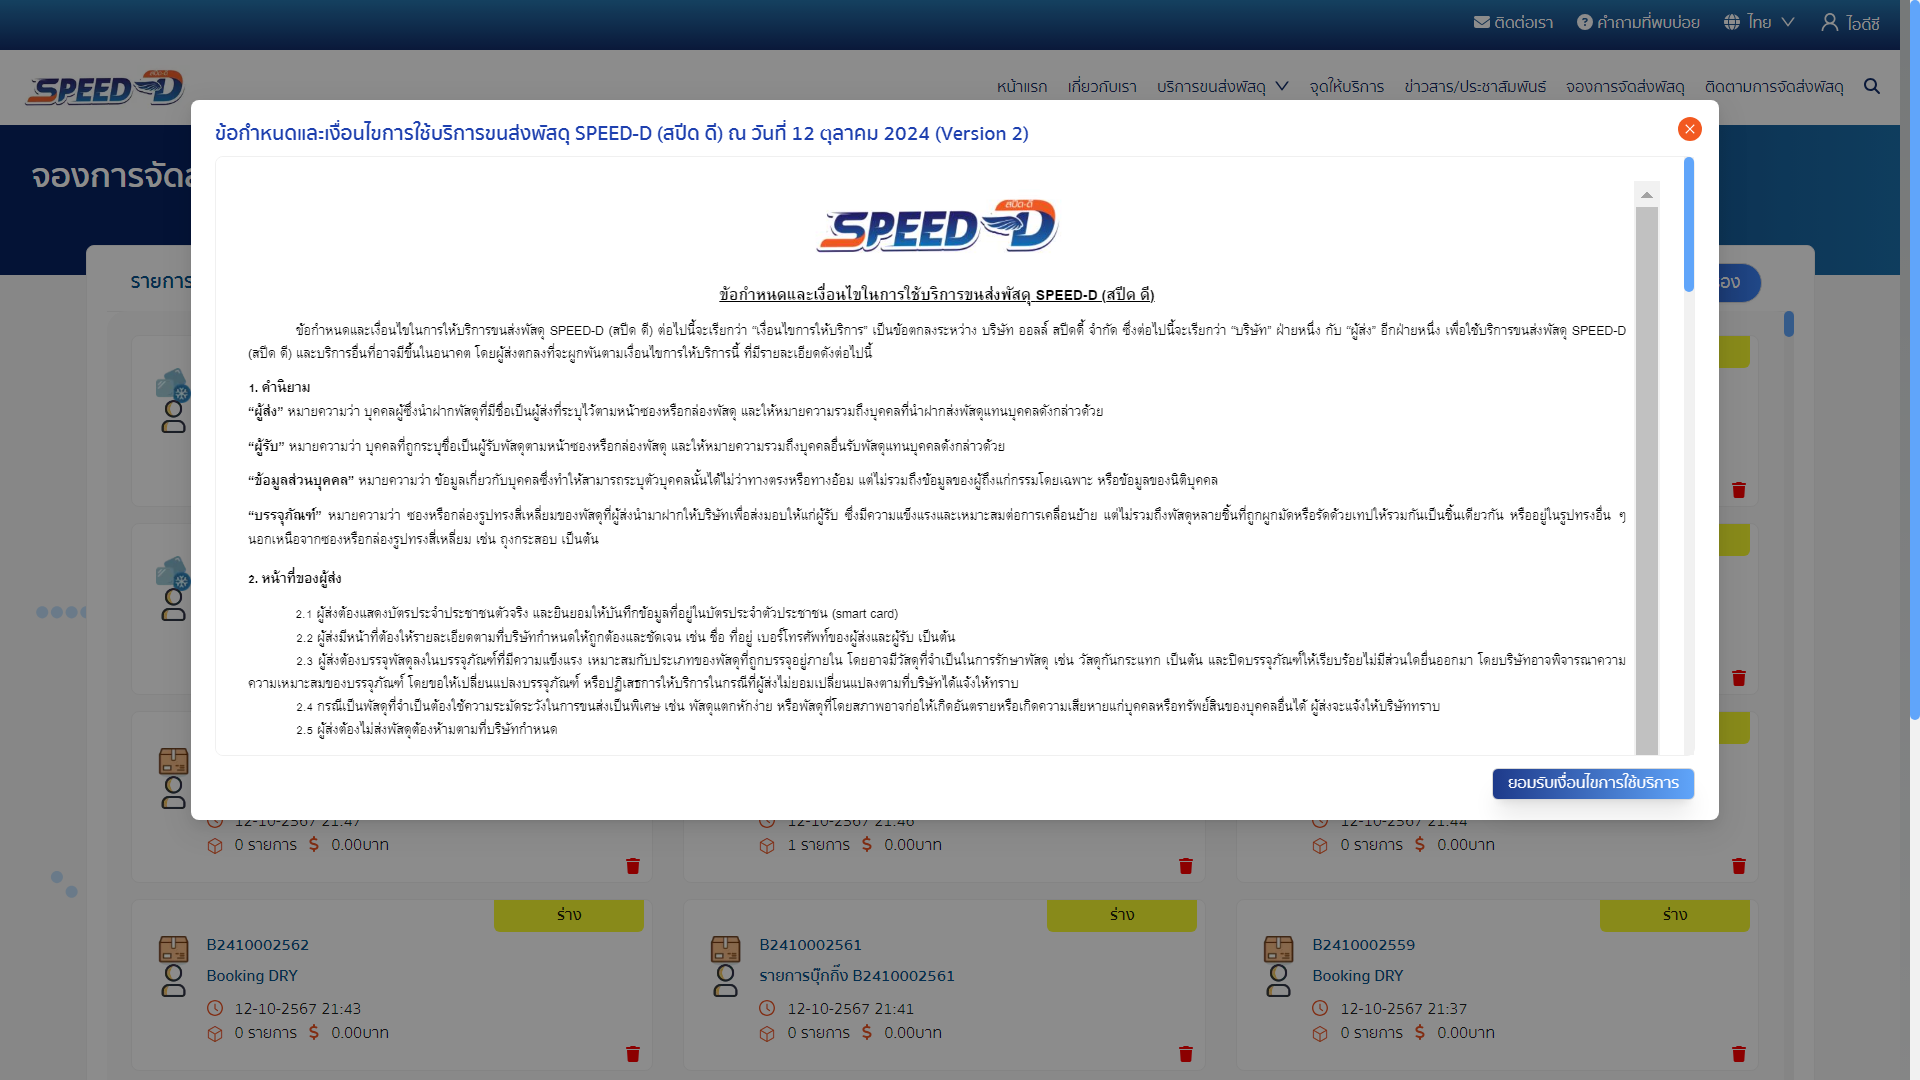 ติดต่อเรา คำถามที่พบบ่อย ไทย ไอดีซี
SPEED-D สปีด-ดี
หน้าแรก เกี่ยวกับเรา บริการขนส่งพัสดุ จุดให้บริการ ข่าวสาร/ประชาสัมพันธ์ จองการจัดส่งพัสดุ ติดตามการจัดส่งพัสดุ
จองการจัดส
รายการ
อง
ข้อกำหนดและเงื่อนไขการใช้บริการขนส่งพัสดุ SPEED-D (สปีด ดี) ณ วันที่ 12 ตุลาคม 2024 (Version 2)
SPEED-D สปีด-ดี
ข้อกำหนดและเงื่อนไขในการใช้บริการขนส่งพัสดุ SPEED-D (สปีด ดี)
ข้อกำหนดและเงื่อนไขในการให้บริการขนส่งพัสดุ SPEED-D (สปีด ดี) ต่อไปนี้จะเรียกว่า “เงื่อนไขการให้บริการ” เป็นข้อตกลงระหว่าง บริษัท ออลล์ สปีดดี้ จำกัด ซึ่งต่อไปนี้จะเรียกว่า “บริษัท” ฝ่ายหนึ่ง กับ “ผู้ส่ง” อีกฝ่ายหนึ่ง เพื่อใช้บริการขนส่งพัสดุ SPEED-D
(สปีด ดี) และบริการอื่นที่อาจมีขึ้นในอนาคต โดยผู้ส่งตกลงที่จะผูกพันตามเงื่อนไขการให้บริการนี้ ที่มีรายละเอียดดังต่อไปนี้
1. คำนิยาม
“ผู้ส่ง” หมายความว่า บุคคลผู้ซึ่งนำฝากพัสดุที่มีชื่อเป็นผู้ส่งที่ระบุไว้ตามหน้าซองหรือกล่องพัสดุ และให้หมายความรวมถึงบุคคลที่นำฝากส่งพัสดุแทนบุคคลดังกล่าวด้วย
“ผู้รับ” หมายความว่า บุคคลที่ถูกระบุชื่อเป็นผู้รับพัสดุตามหน้าซองหรือกล่องพัสดุ และให้หมายความรวมถึงบุคคลอื่นรับพัสดุแทนบุคคลดังกล่าวด้วย
“ข้อมูลส่วนบุคคล” หมายความว่า ข้อมูลเกี่ยวกับบุคคลซึ่งทำให้สามารถระบุตัวบุคคลนั้นได้ไม่ว่าทางตรงหรือทางอ้อม แต่ไม่รวมถึงข้อมูลของผู้ถึงแก่กรรมโดยเฉพาะ หรือข้อมูลของนิติบุคคล
“บรรจุภัณฑ์” หมายความว่า ซองหรือกล่องรูปทรงสี่เหลี่ยมของพัสดุที่ผู้ส่งนำมาฝากให้บริษัทเพื่อส่งมอบให้แก่ผู้รับ ซึ่งมีความแข็งแรงและเหมาะสมต่อการเคลื่อนย้าย แต่ไม่รวมถึงพัสดุหลายชิ้นที่ถูกผูกมัดหรือรัดด้วยเทปให้รวมกันเป็นชิ้นเดียวกัน หรืออยู่ในรูปทรงอื่น ๆ
นอกเหนือจากซองหรือกล่องรูปทรงสี่เหลี่ยม เช่น ถุงกระสอบ เป็นต้น
2. หน้าที่ของผู้ส่ง
2.1 ผู้ส่งต้องแสดงบัตรประจำประชาชนตัวจริง และยินยอมให้บันทึกข้อมูลที่อยู่ในบัตรประจำตัวประชาชน (smart card)
2.2 ผู้ส่งมีหน้าที่ต้องให้รายละเอียดตามที่บริษัทกำหนดให้ถูกต้องและชัดเจน เช่น ชื่อ ที่อยู่ เบอร์โทรศัพท์ของผู้ส่งและผู้รับ เป็นต้น
2.3 ผู้ส่งต้องบรรจุพัสดุลงในบรรจุภัณฑ์ที่มีความแข็งแรง เหมาะสมกับประเภทของพัสดุที่ถูกบรรจุอยู่ภายใน โดยอาจมีวัสดุที่จำเป็นในการรักษาพัสดุ เช่น วัสดุกันกระแทก เป็นต้น และปิดบรรจุภัณฑ์ให้เรียบร้อยไม่มีส่วนใดยื่นออกมา โดยบริษัทอาจพิจารณาความ
ความเหมาะสมของบรรจุภัณฑ์ โดยขอให้เปลี่ยนแปลงบรรจุภัณฑ์ หรือปฏิเสธการให้บริการในกรณีที่ผู้ส่งไม่ยอมเปลี่ยนแปลงตามที่บริษัทได้แจ้งให้ทราบ
2.4 กรณีเป็นพัสดุที่จำเป็นต้องใช้ความระมัดระวังในการขนส่งเป็นพิเศษ เช่น พัสดุแตกหักง่าย หรือพัสดุที่โดยสภาพอาจก่อให้เกิดอันตรายหรือเกิดความเสียหายแก่บุคคลหรือทรัพย์สินของบุคคลอื่นได้ ผู้ส่งจะแจ้งให้บริษัททราบ
2.5 ผู้ส่งต้องไม่ส่งพัสดุต้องห้ามตามที่บริษัทกำหนด
ยอมรับเงื่อนไขการใช้บริการ
12-10-2567 21:47 12-10-2567 21:46 12-10-2567 21:44
0 รายการ 0.00บาท 1 รายการ 0.00บาท 0 รายการ 0.00บาท
ร่าง ร่าง ร่าง
B2410002562 B2410002561 B2410002559
Booking DRY รายการบุ๊กกิ้ง B2410002561 Booking DRY
12-10-2567 21:43 12-10-2567 21:41 12-10-2567 21:37
0 รายการ 0.00บาท 0 รายการ 0.00บาท 0 รายการ 0.00บาท